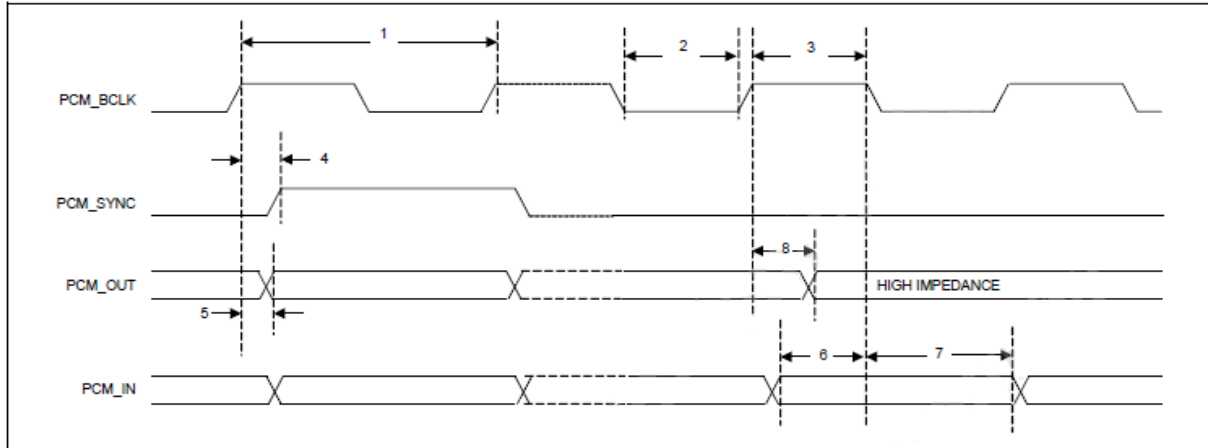 1
2
3
PCM_BCLK
4
PCM_SYNC
8
PCM_OUT
HIGH IMPEDANCE
5
6
7
PCM_IN